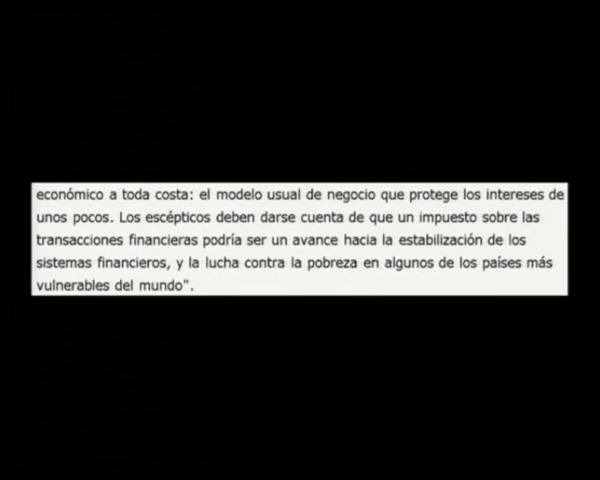 económico a toda costa: el modelo usual de negocio que protege los intereses de
unos pocos. Los escépticos deben darse cuenta de que un impuesto sobre las
transacciones financieras podría ser un avance hacia la estabilización de los
sistemas financieros, y la lucha contra la pobreza en algunos de los países más
vulnerables del mundo".